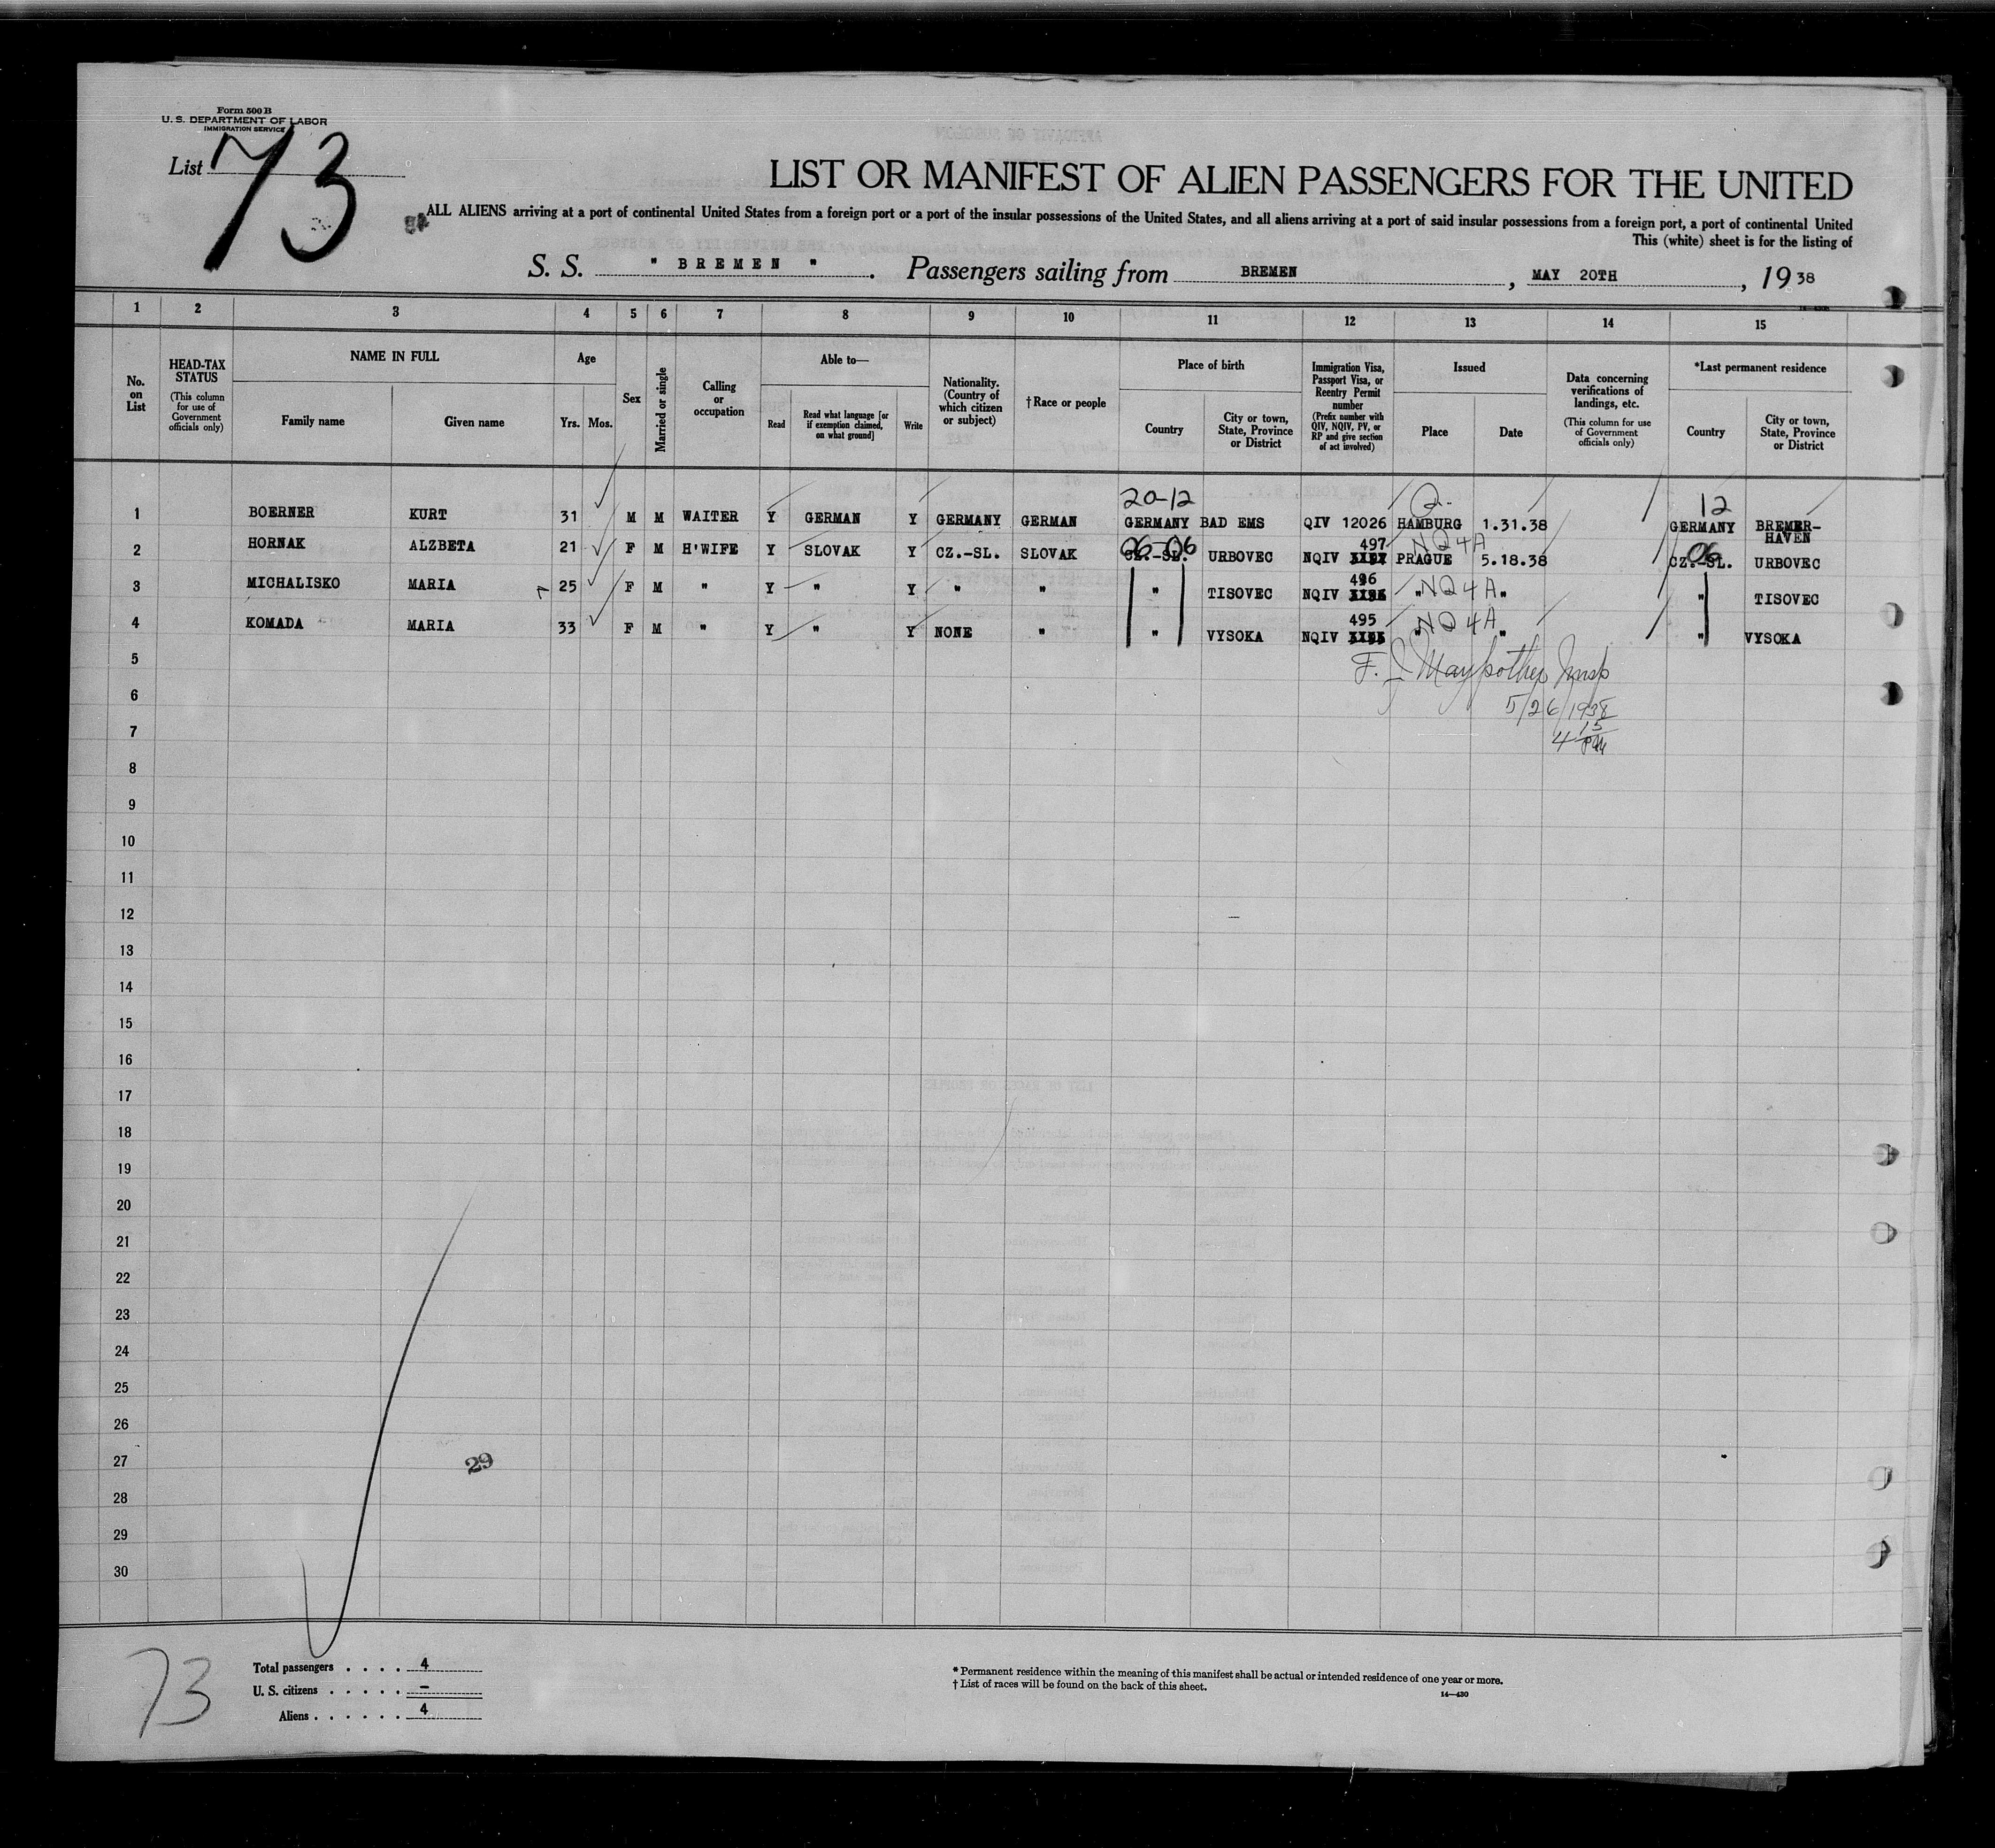 Form 500 B
U. S. DEPARTMENT OF LABOR
IMMIGRATION SERVICE
List 73
LIST OR MANIFEST OF ALIEN PASSENGERS FOR THE UNITED
ALL ALIENS arriving at a port of continental United States from a foreign port or a port of the insular possessions of the United States, and all aliens arriving at a port of said insular possessions from a foreign port, a port of continental United
This (white) sheet is for the listing of
S. S. " BREMEN ". Passengers sailing from BREMEN, MAY 20TH, 1938
1 2 3 4 5 6 7 8 9 10 11 12 13 14 15
No. on List
HEAD-TAX STATUS
(This column for use of Government officials only)
NAME IN FULL
Family name Given name
Age
Yrs. Mos.
Sex
Married or single
Calling or occupation
Able to—
Read
Read what language [or if exemption claimed, on what ground]
Write
Nationality. (Country of which citizen or subject)
† Race or people
Place of birth
Country
City or town, State, Province or District
Immigration Visa, Passport Visa, or Reentry Permit number
(Prefix number with QIV, NQIV, PV, or RP and give section of act involved)
Issued
Place Date
Data concerning verifications of landings, etc.
(This column for use of Government officials only)
*Last permanent residence
Country
City or town, State, Province or District
20-12 Q 12
1 BOERNER KURT 31 M M WAITER Y GERMAN Y GERMANY GERMAN GERMANY BAD EMS QIV 12026 HAMBURG 1.31.38 GERMANY BREMER-HAVEN
06-06 497 NQ4A 06
2 HORNAK ALZBETA 21 F M H'WIFE Y SLOVAK Y CZ.-SL. SLOVAK CZ.-SL. URBOVEC NQIV PRAGUE 5.18.38 CZ.-SL. URBOVEC
496
3 MICHALISKO MARIA 25 F M " Y " Y " " " TISOVEC NQIV " NQ4A " " TISOVEC
495 NQ4A
4 KOMADA MARIA 33 F M " Y " Y NONE " " VYSOKA NQIV " " " VYSOKA
5
6
5/26/1938
7
4 15 PM
8
9
10
11
12
13
14
15
16
17
18
19
20
21
22
23
24
25
26
27
29
28
29
30
73
Total passengers . . . . 4
U. S. citizens . . . . . –
Aliens . . . . . . 4
* Permanent residence within the meaning of this manifest shall be actual or intended residence of one year or more.
† List of races will be found on the back of this sheet.
14—430